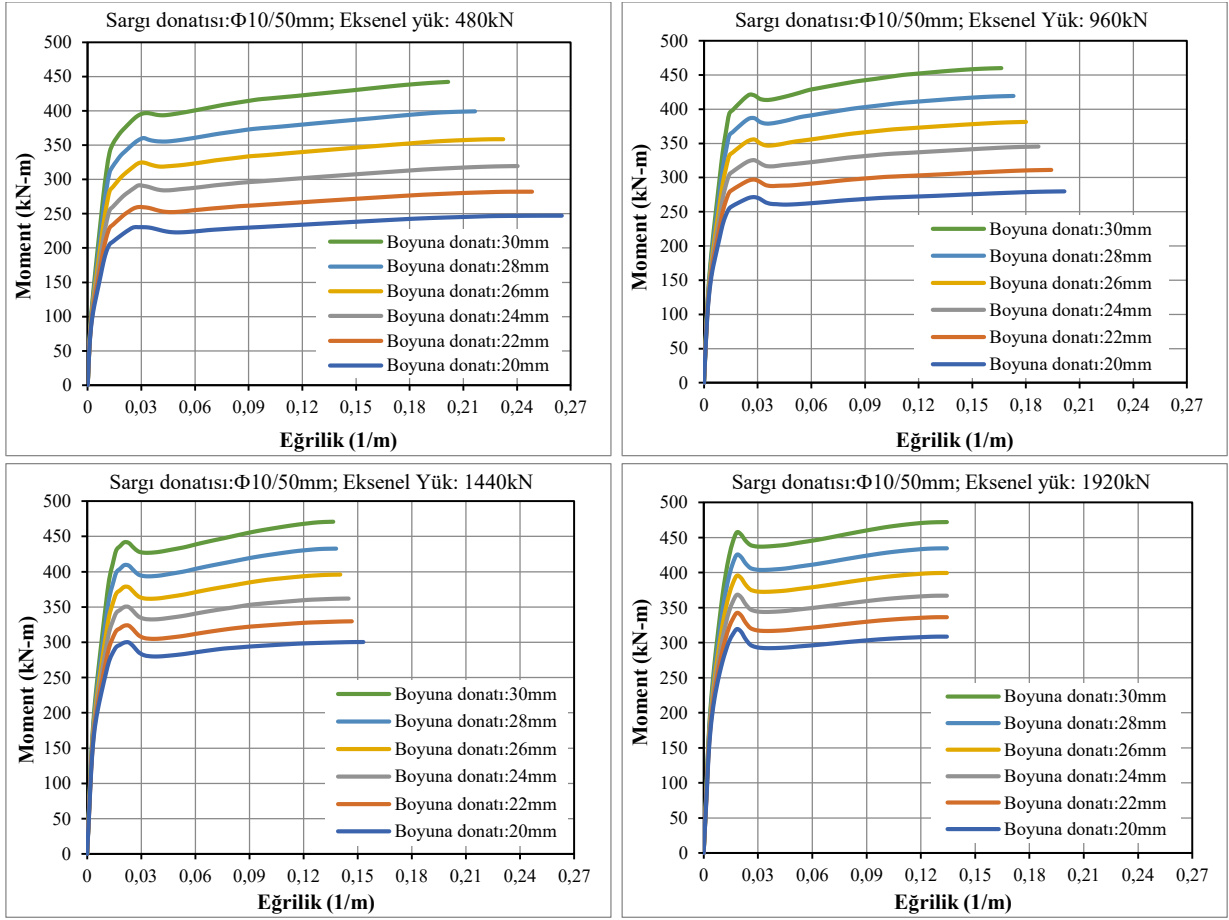 Sargı donatısı:Φ10/50mm; Eksenel yük: 480kN
500
450
400
350
300
250
200
150
100
50
0
Moment (kN-m)
Boyuna donatı:30mm
Boyuna donatı:28mm
Boyuna donatı:26mm
Boyuna donatı:24mm
Boyuna donatı:22mm
Boyuna donatı:20mm
0 0,03 0,06 0,09 0,12 0,15 0,18 0,21 0,24 0,27
Eğrilik (1/m)
Sargı donatısı:Φ10/50mm; Eksenel Yük: 960kN
500
450
400
350
300
250
200
150
100
50
0
Moment (kN-m)
Boyuna donatı:30mm
Boyuna donatı:28mm
Boyuna donatı:26mm
Boyuna donatı:24mm
Boyuna donatı:22mm
Boyuna donatı:20mm
0 0,03 0,06 0,09 0,12 0,15 0,18 0,21 0,24 0,27
Eğrilik (1/m)
Sargı donatısı:Φ10/50mm; Eksenel Yük: 1440kN
500
450
400
350
300
250
200
150
100
50
0
Moment (kN-m)
Boyuna donatı:30mm
Boyuna donatı:28mm
Boyuna donatı:26mm
Boyuna donatı:24mm
Boyuna donatı:22mm
Boyuna donatı:20mm
0 0,03 0,06 0,09 0,12 0,15 0,18 0,21 0,24 0,27
Eğrilik (1/m)
Sargı donatısı:Φ10/50mm; Eksenel yük: 1920kN
500
450
400
350
300
250
200
150
100
50
0
Moment (kN-m)
Boyuna donatı:30mm
Boyuna donatı:28mm
Boyuna donatı:26mm
Boyuna donatı:24mm
Boyuna donatı:22mm
Boyuna donatı:20mm
0 0,03 0,06 0,09 0,12 0,15 0,18 0,21 0,24 0,27
Eğrilik (1/m)